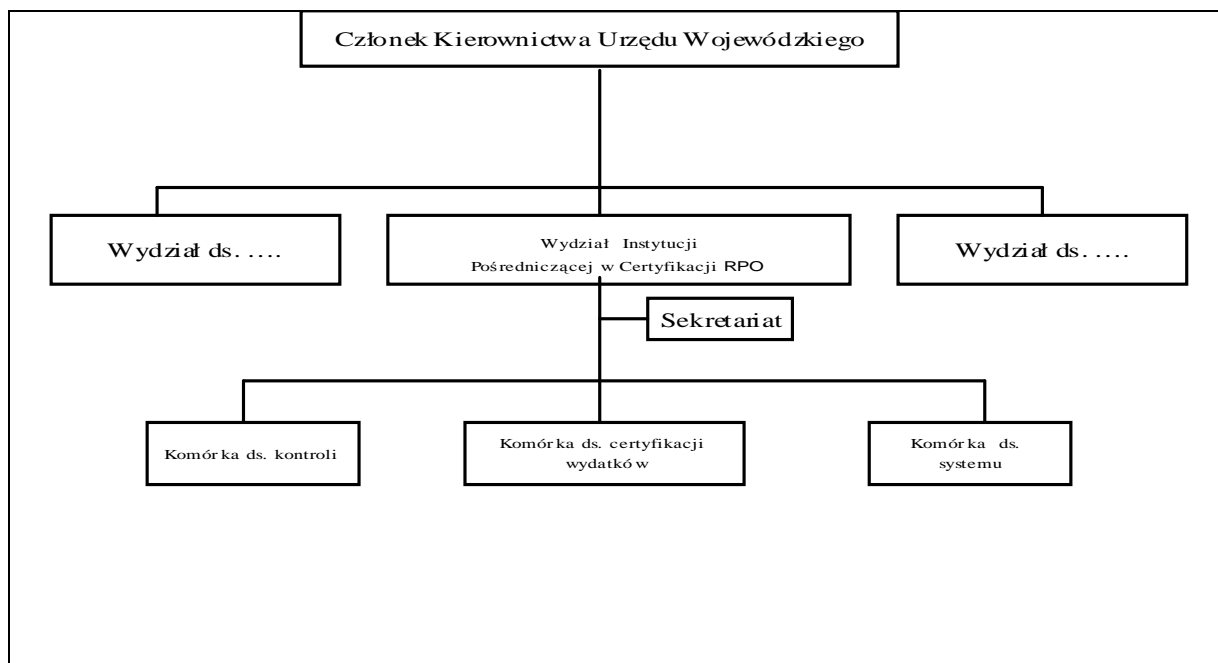 Członek Kierownictwa Urzędu Wojewódzkiego
Wydział ds. ….
Wydział Instytucji
Pośredniczącej w Certyfikacji RPO
Wydział ds. ….
Sekretariat
Komórka ds. kontroli
Komórka ds. certyfikacji
wydatków
Komórka ds.
systemu